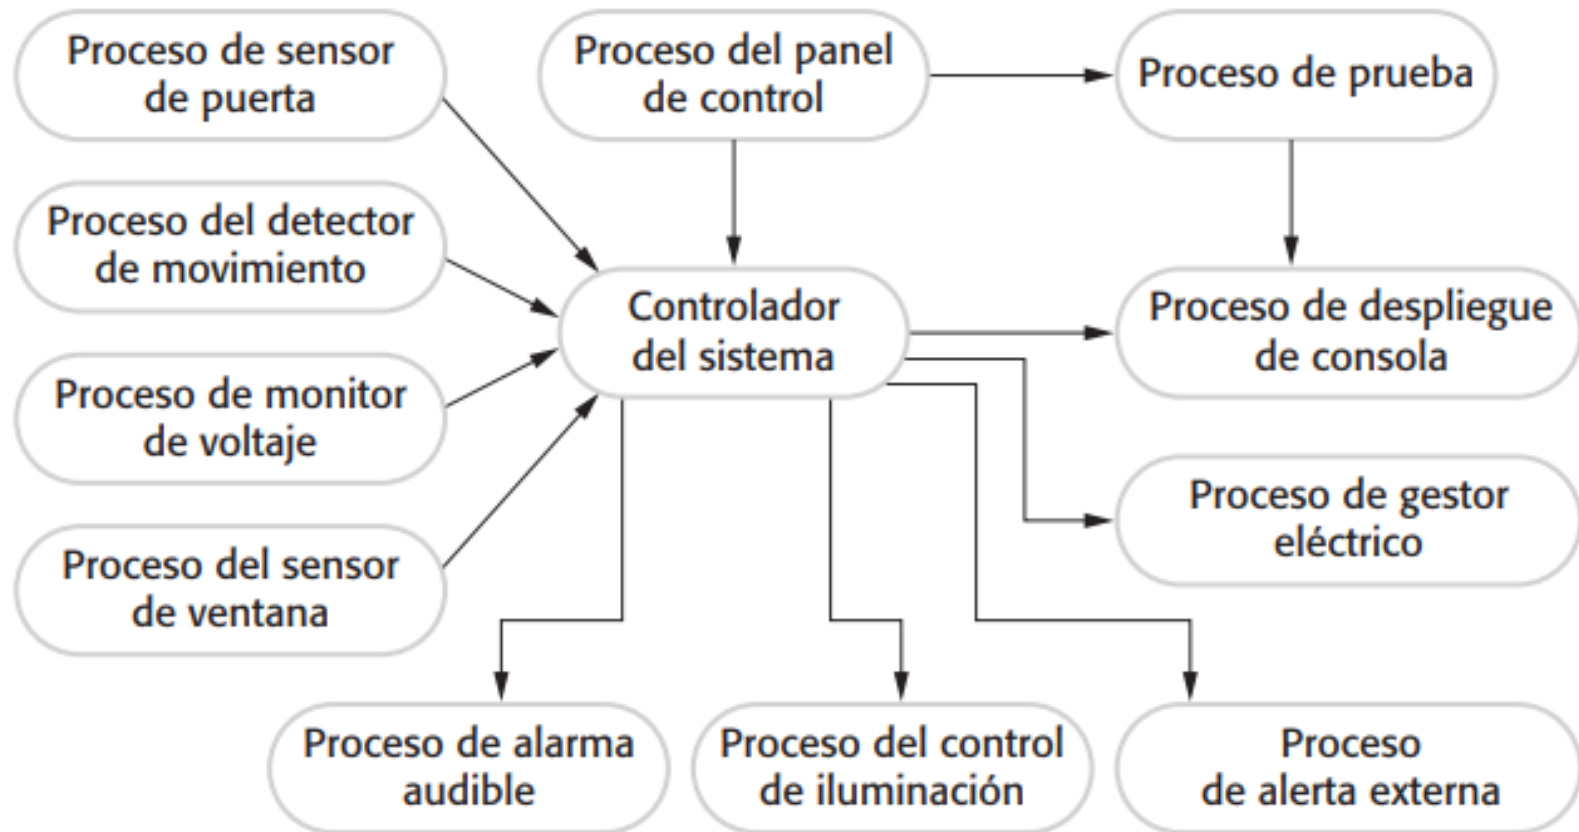 Proceso de sensor
de puerta
Proceso del panel
de control
Proceso de prueba
Proceso del detector
de movimiento
Controlador
del sistema
Proceso de despliegue
de consola
Proceso de monitor
de voltaje
Proceso de gestor
eléctrico
Proceso del sensor
de ventana
Proceso de alarma
audible
Proceso del control
de iluminación
Proceso
de alerta externa